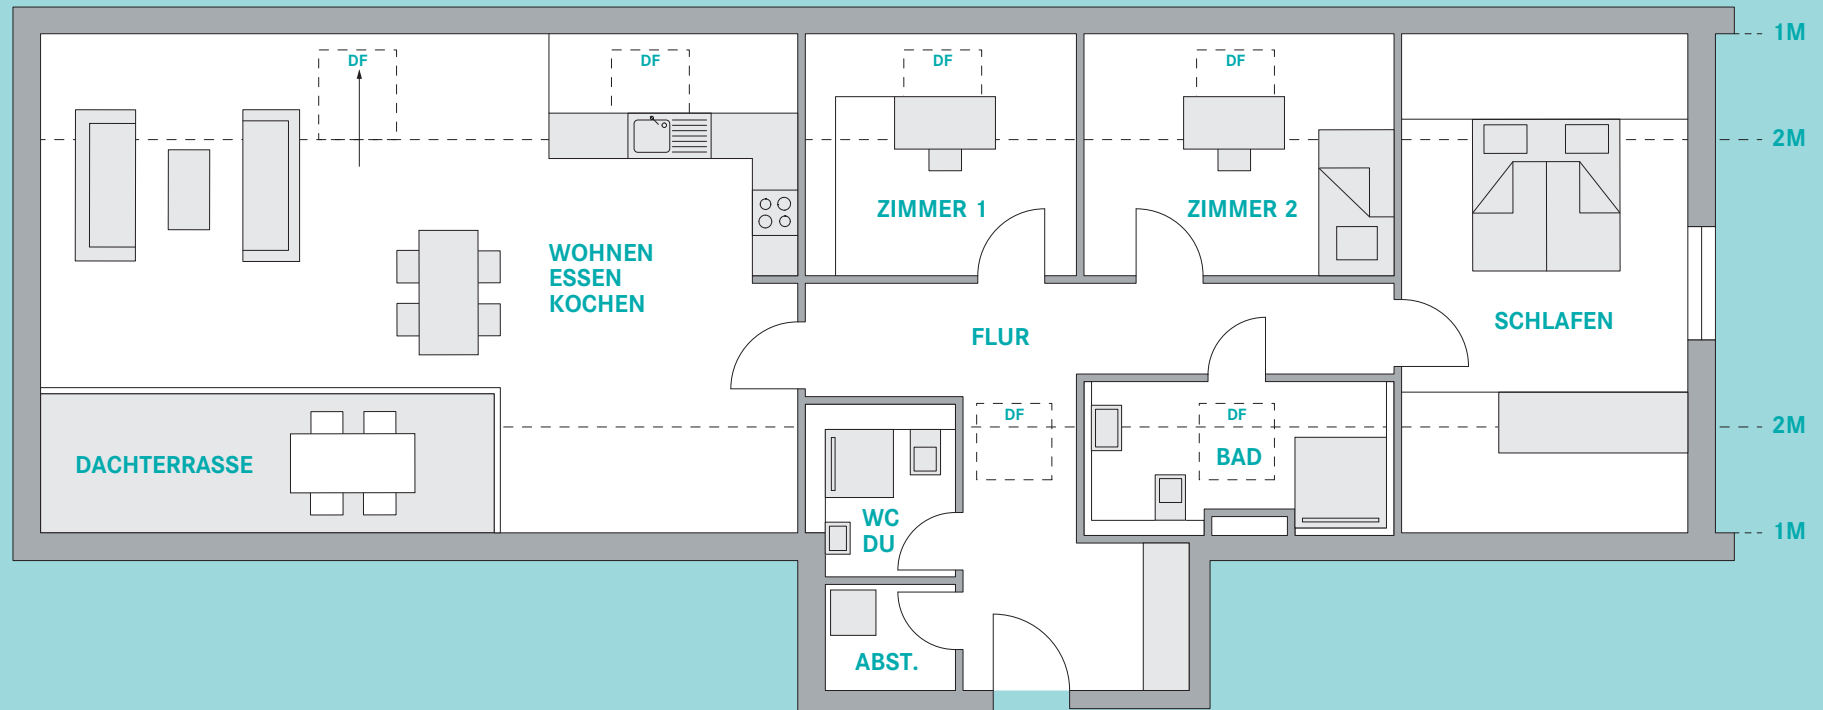 1M
DF
DF
DF
DF
2M
ZIMMER 1
ZIMMER 2
WOHNEN
ESSEN
KOCHEN
SCHLAFEN
FLUR
DF
DF
2M
DACHTERRASSE
BAD
WC
DU
1M
ABST.